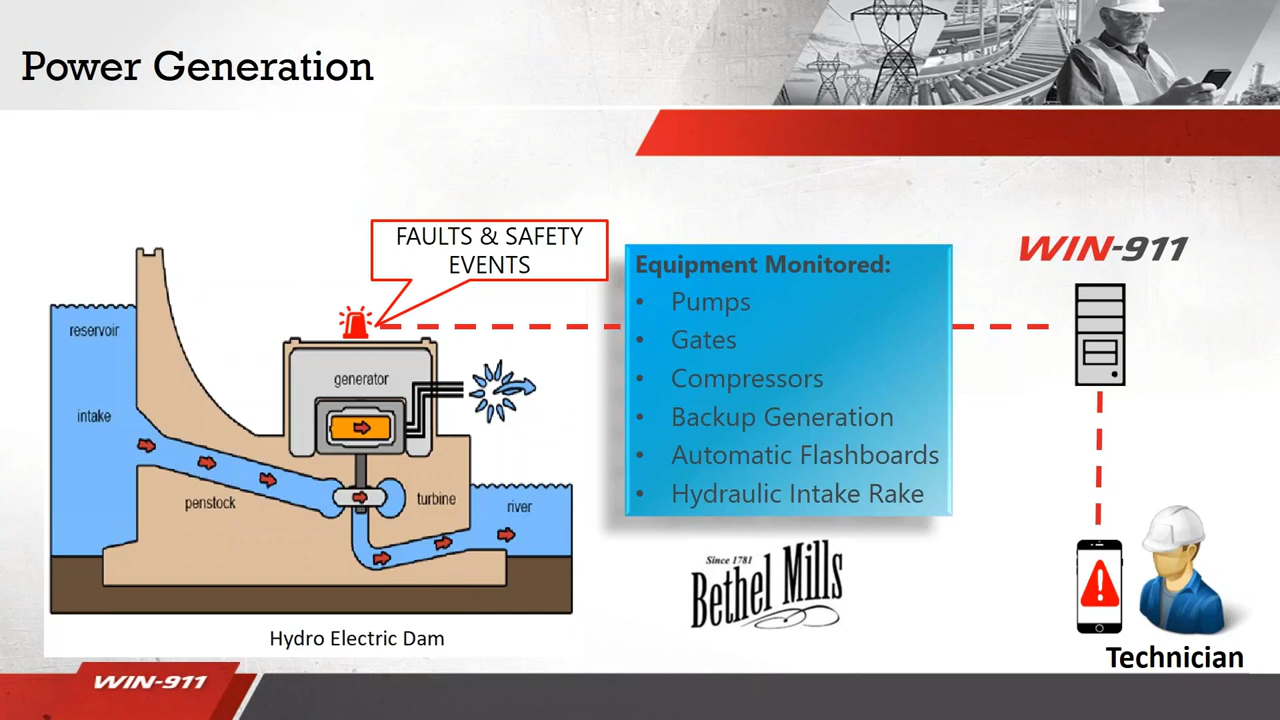 Power Generation
FAULTS & SAFETY
EVENTS
reservoir
intake
generator
penstock
turbine
river
Hydro Electric Dam
Equipment Monitored:
• Pumps
• Gates
• Compressors
• Backup Generation
• Automatic Flashboards
• Hydraulic Intake Rake
Since 1781
Bethel Mills
WIN-911
Technician
WIN-911